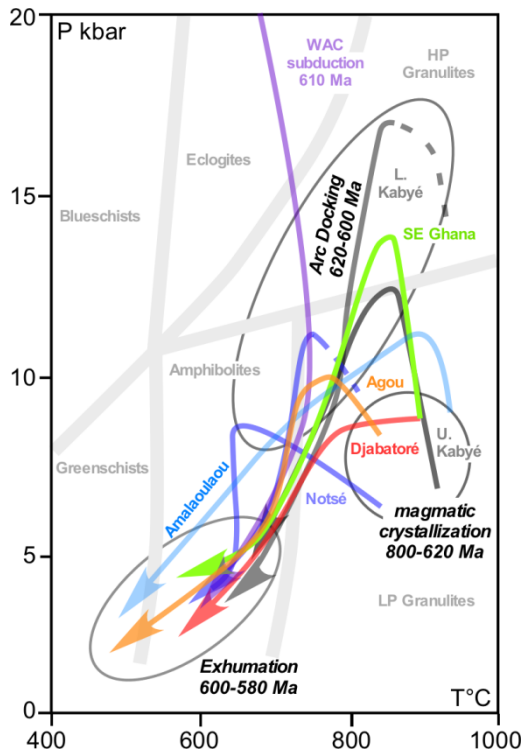 20
P kbar
WAC
subduction
610 Ma
HP
Granulites
Eclogites
15
L.
Kabyé
Arc Docking
620-600 Ma
Blueschists
SE Ghana
10
Amphibolites
Agou
Djabatoré
U.
Kabyé
Greenschists
Amalaoulaou
Notsé
magmatic
crystallization
800-620 Ma
5
LP Granulites
Exhumation
600-580 Ma
T°C
0
400
600
800
1000